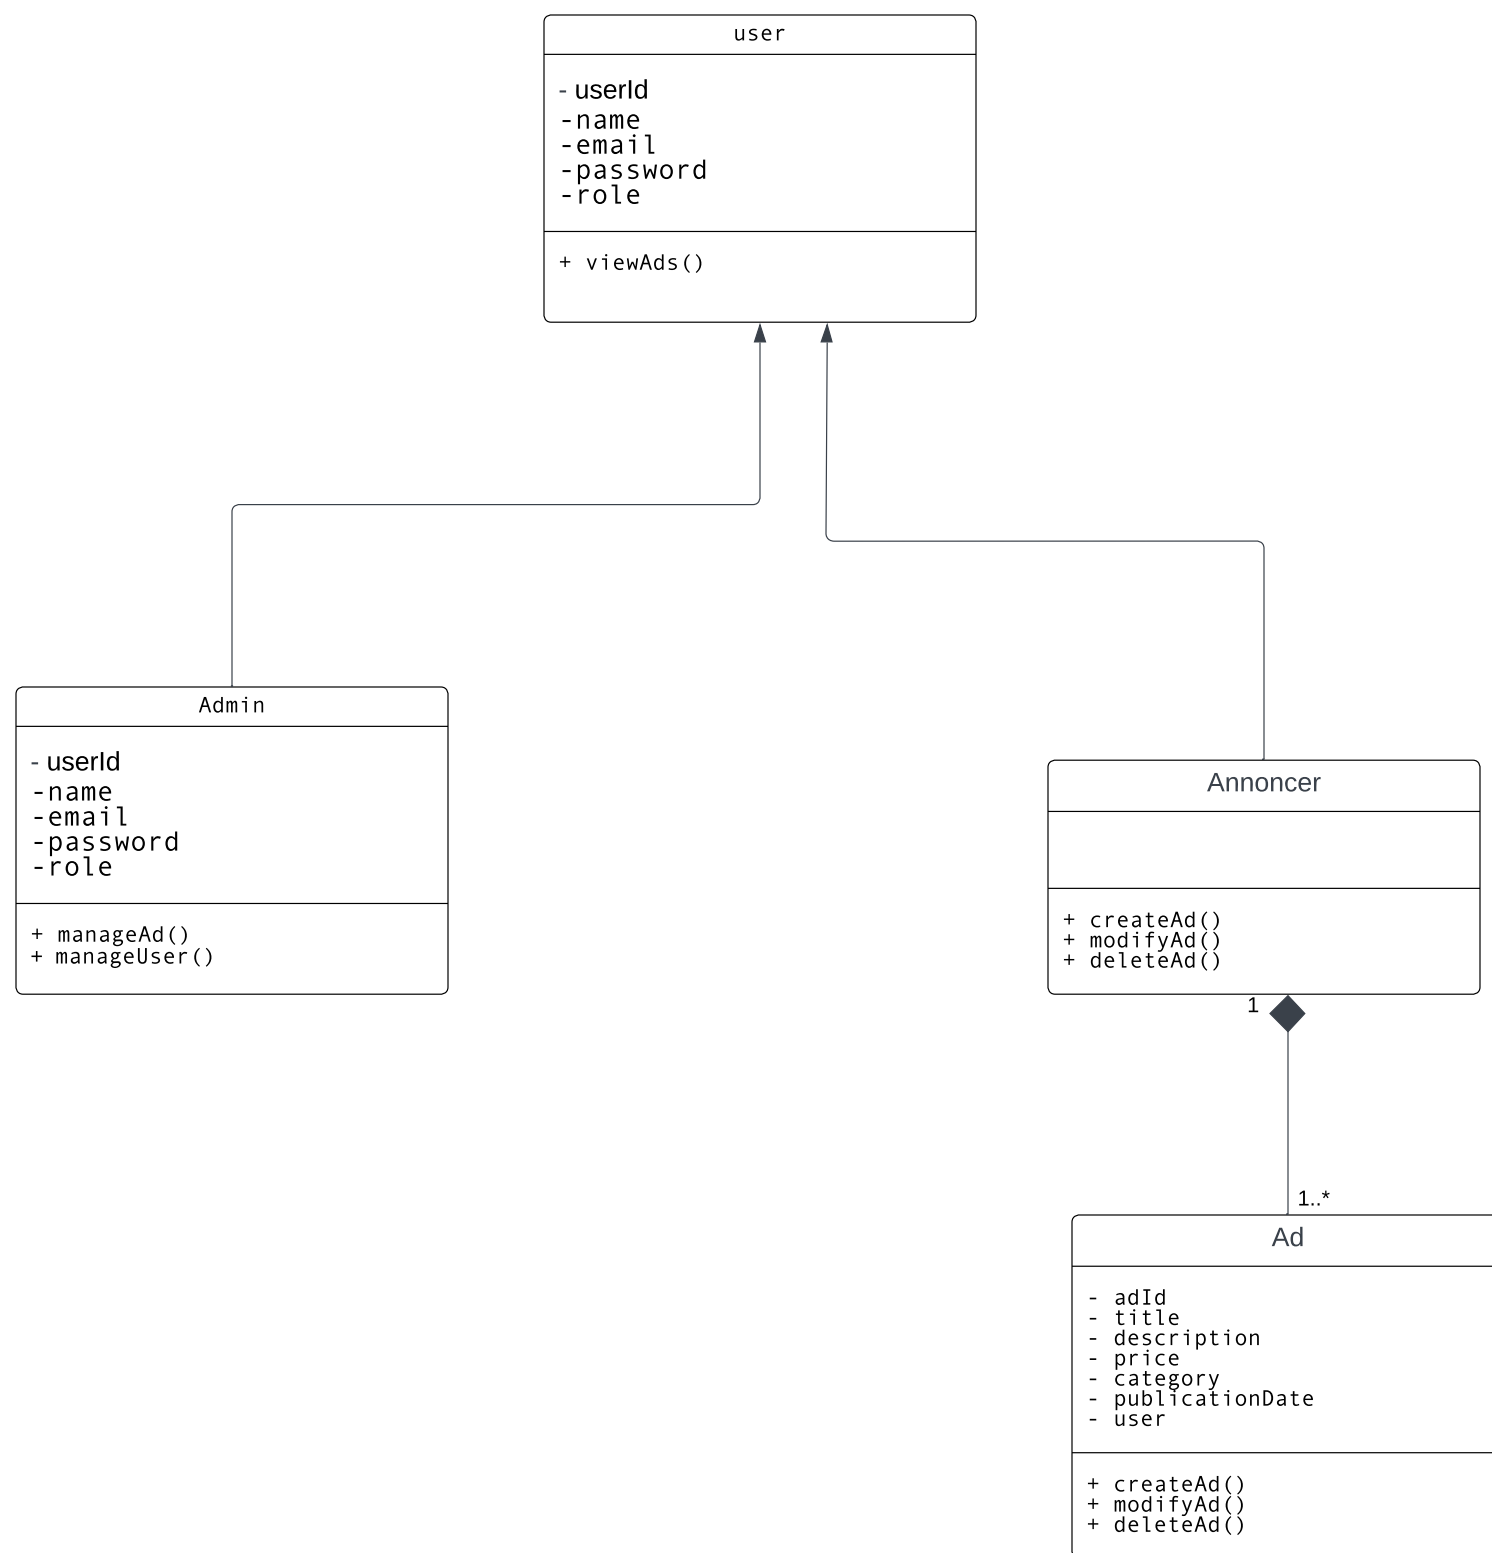 user
- userId
-name
-email
-password
-role
+ viewAds()
Admin
- userId
-name
-email
-password
-role
+ manageAd()
+ manageUser()
Annoncer
+ createAd()
+ modifyAd()
+ deleteAd()
1
1..*
Ad
- adId
- title
- description
- price
- category
- publicationDate
- user
+ createAd()
+ modifyAd()
+ deleteAd()